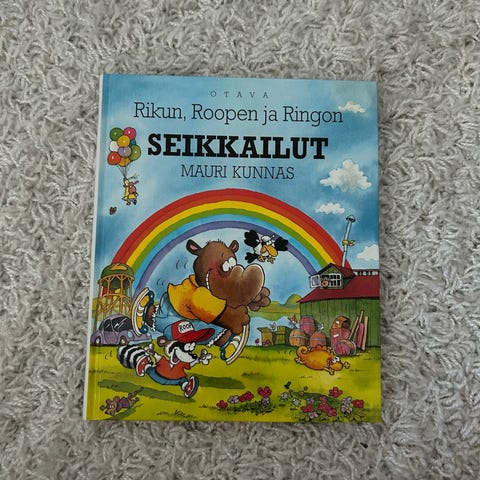 OTAVA
Rikun, Roopen ja Ringon
SEIKKAILUT
MAURI KUNNAS